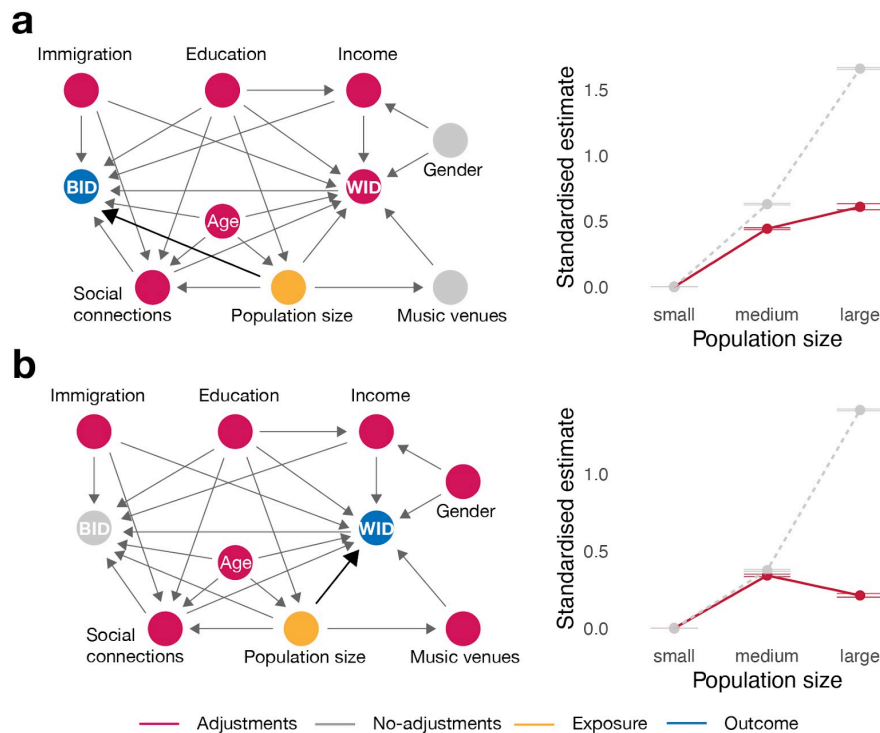 a
Immigration
Education
Income
BID
WID
Gender
Age
Social
connections
Population size
Music venues
Standardised estimate
1.5
1.0
0.5
0.0
small
medium
large
Population size
b
Immigration
Education
Income
BID
WID
Gender
Age
Social
connections
Population size
Music venues
Standardised estimate
1.0
0.5
0.0
small
medium
large
Population size
Adjustments
No-adjustments
Exposure
Outcome